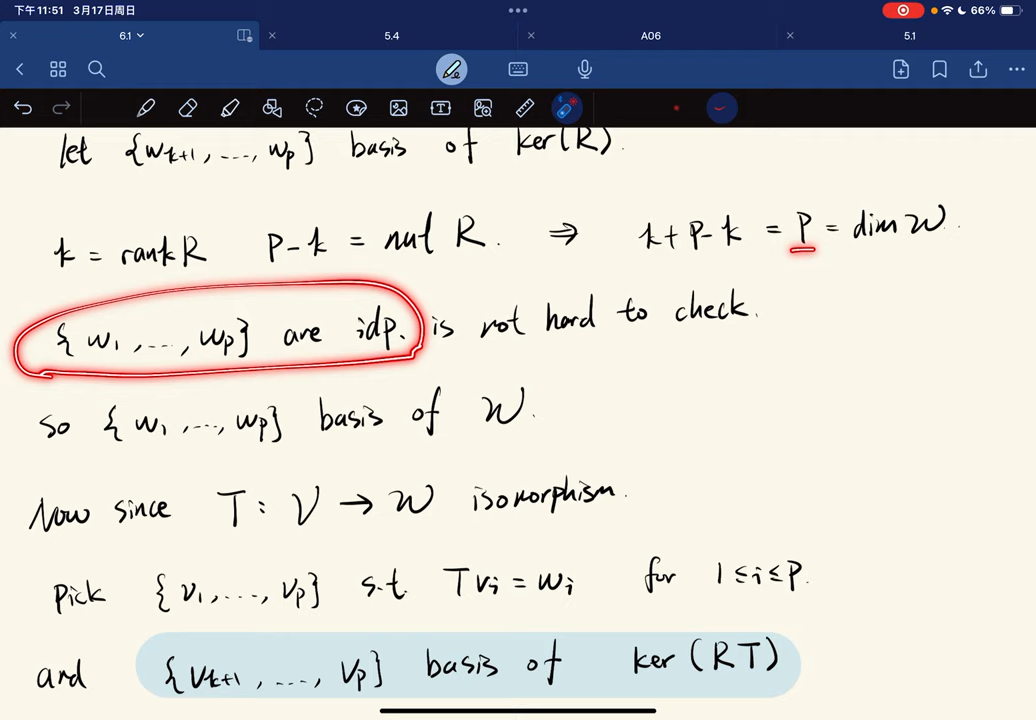 下午11:51 3月17日周日
66%
6.1
5.4
A06
5.1
let {wk+1, ..., wp} basis of ker(R).
k = rank R p-k = nul R. ⇒ k+p-k = p = dim W.
{w1, ..., wp} are idp. is not hard to check.
so {w1, ..., wp} basis of W.
Now since T: V → W isomorphism.
Pick {v1, ..., vp} s.t. Tvi = wi for 1 ≤ i ≤ p.
and {vk+1, ..., vp} basis of ker(RT)